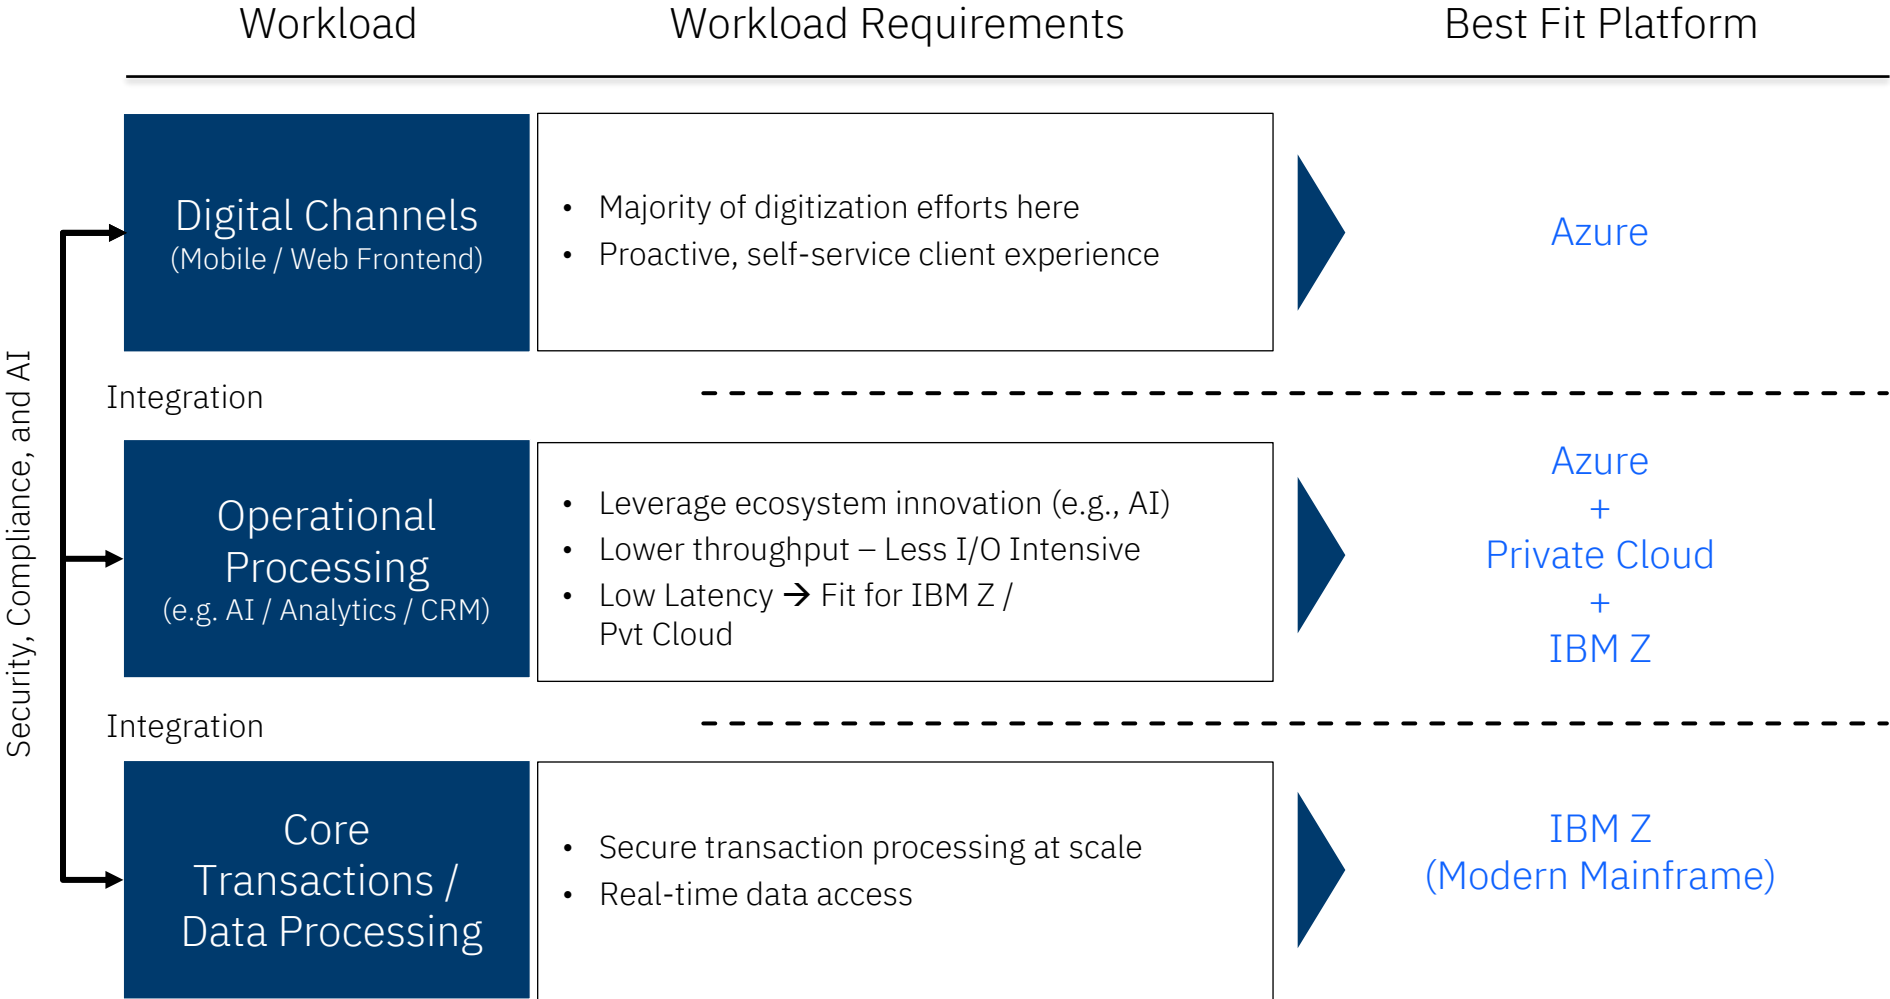 Workload
Workload Requirements
Best Fit Platform
Security, Compliance, and AI
Digital Channels
(Mobile / Web Frontend)
• Majority of digitization efforts here
• Proactive, self-service client experience
Azure
Integration
Operational
Processing
(e.g. AI / Analytics / CRM)
• Leverage ecosystem innovation (e.g., AI)
• Lower throughput – Less I/O Intensive
• Low Latency → Fit for IBM Z /
Pvt Cloud
Azure
+
Private Cloud
+
IBM Z
Integration
Core
Transactions /
Data Processing
• Secure transaction processing at scale
• Real-time data access
IBM Z
(Modern Mainframe)